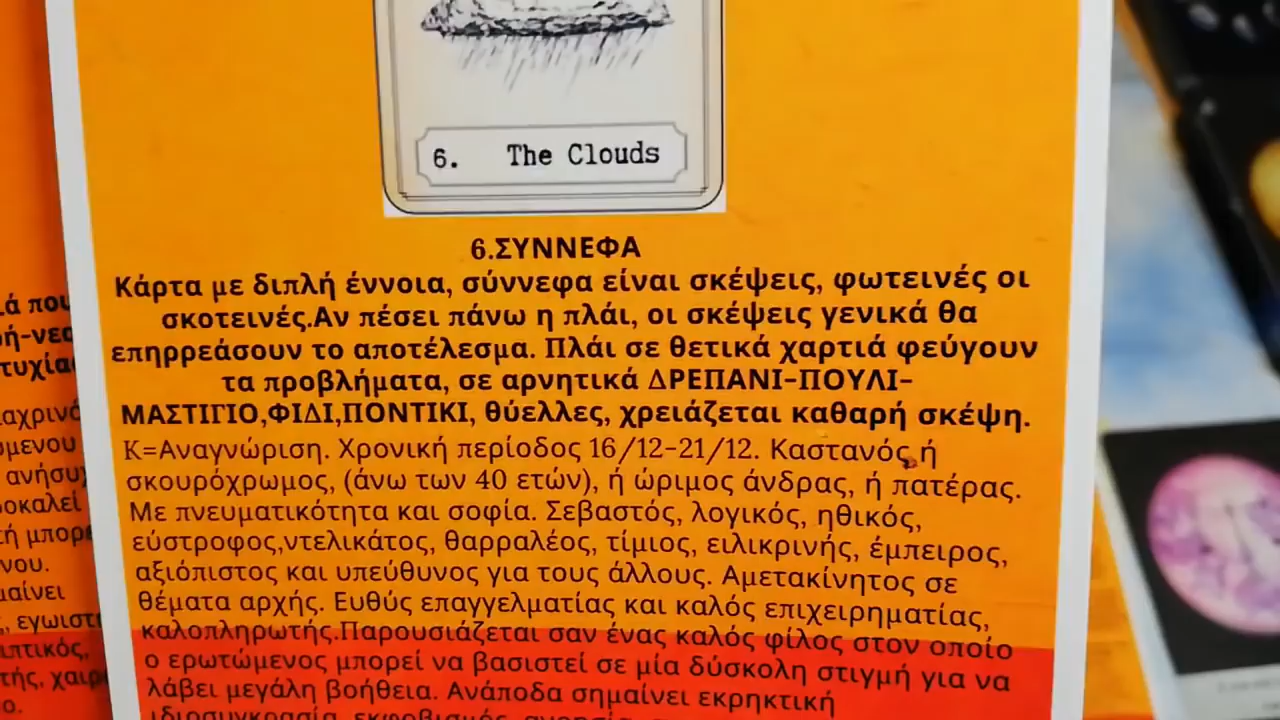 6. The Clouds
6.ΣΥΝΝΕΦΑ
Κάρτα με διπλή έννοια, σύννεφα είναι σκέψεις, φωτεινές οι
σκοτεινές.Αν πέσει πάνω η πλάι, οι σκέψεις γενικά θα
επηρρεάσουν το αποτέλεσμα. Πλάι σε θετικά χαρτιά φεύγουν
τα προβλήματα, σε αρνητικά ΔΡΕΠΑΝΙ-ΠΟΥΛΙ-
ΜΑΣΤΙΓΙΟ,ΦΙΔΙ,ΠΟΝΤΙΚΙ, θύελλες, χρειάζεται καθαρή σκέψη.
Κ=Αναγνώριση. Χρονική περίοδος 16/12-21/12. Καστανός ή
σκουρόχρωμος, (άνω των 40 ετών), ή ώριμος άνδρας, ή πατέρας.
Με πνευματικότητα και σοφία. Σεβαστός, λογικός, ηθικός,
εύστροφος,ντελικάτος, θαρραλέος, τίμιος, ειλικρινής, έμπειρος,
αξιόπιστος και υπεύθυνος για τους άλλους. Αμετακίνητος σε
θέματα αρχής. Ευθύς επαγγελματίας και καλός επιχειρηματίας,
καλοπληρωτής.Παρουσιάζεται σαν ένας καλός φίλος στον οποίο
ο ερωτώμενος μπορεί να βασιστεί σε μία δύσκολη στιγμή για να
λάβει μεγάλη βοήθεια. Ανάποδα σημαίνει εκρηκτική
ιδιοσυγκρασία, εκφοβισμός,